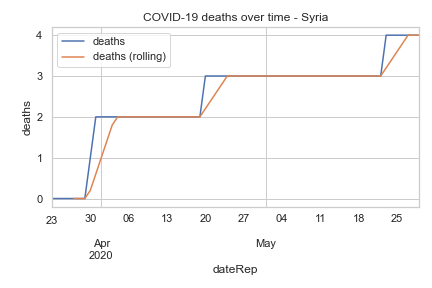 COVID-19 deaths over time - Syria
deaths
deaths (rolling)
4
3
2
1
0
deaths
23 30 06 13 20 27 04 11 18 25
Apr May
2020
dateRep